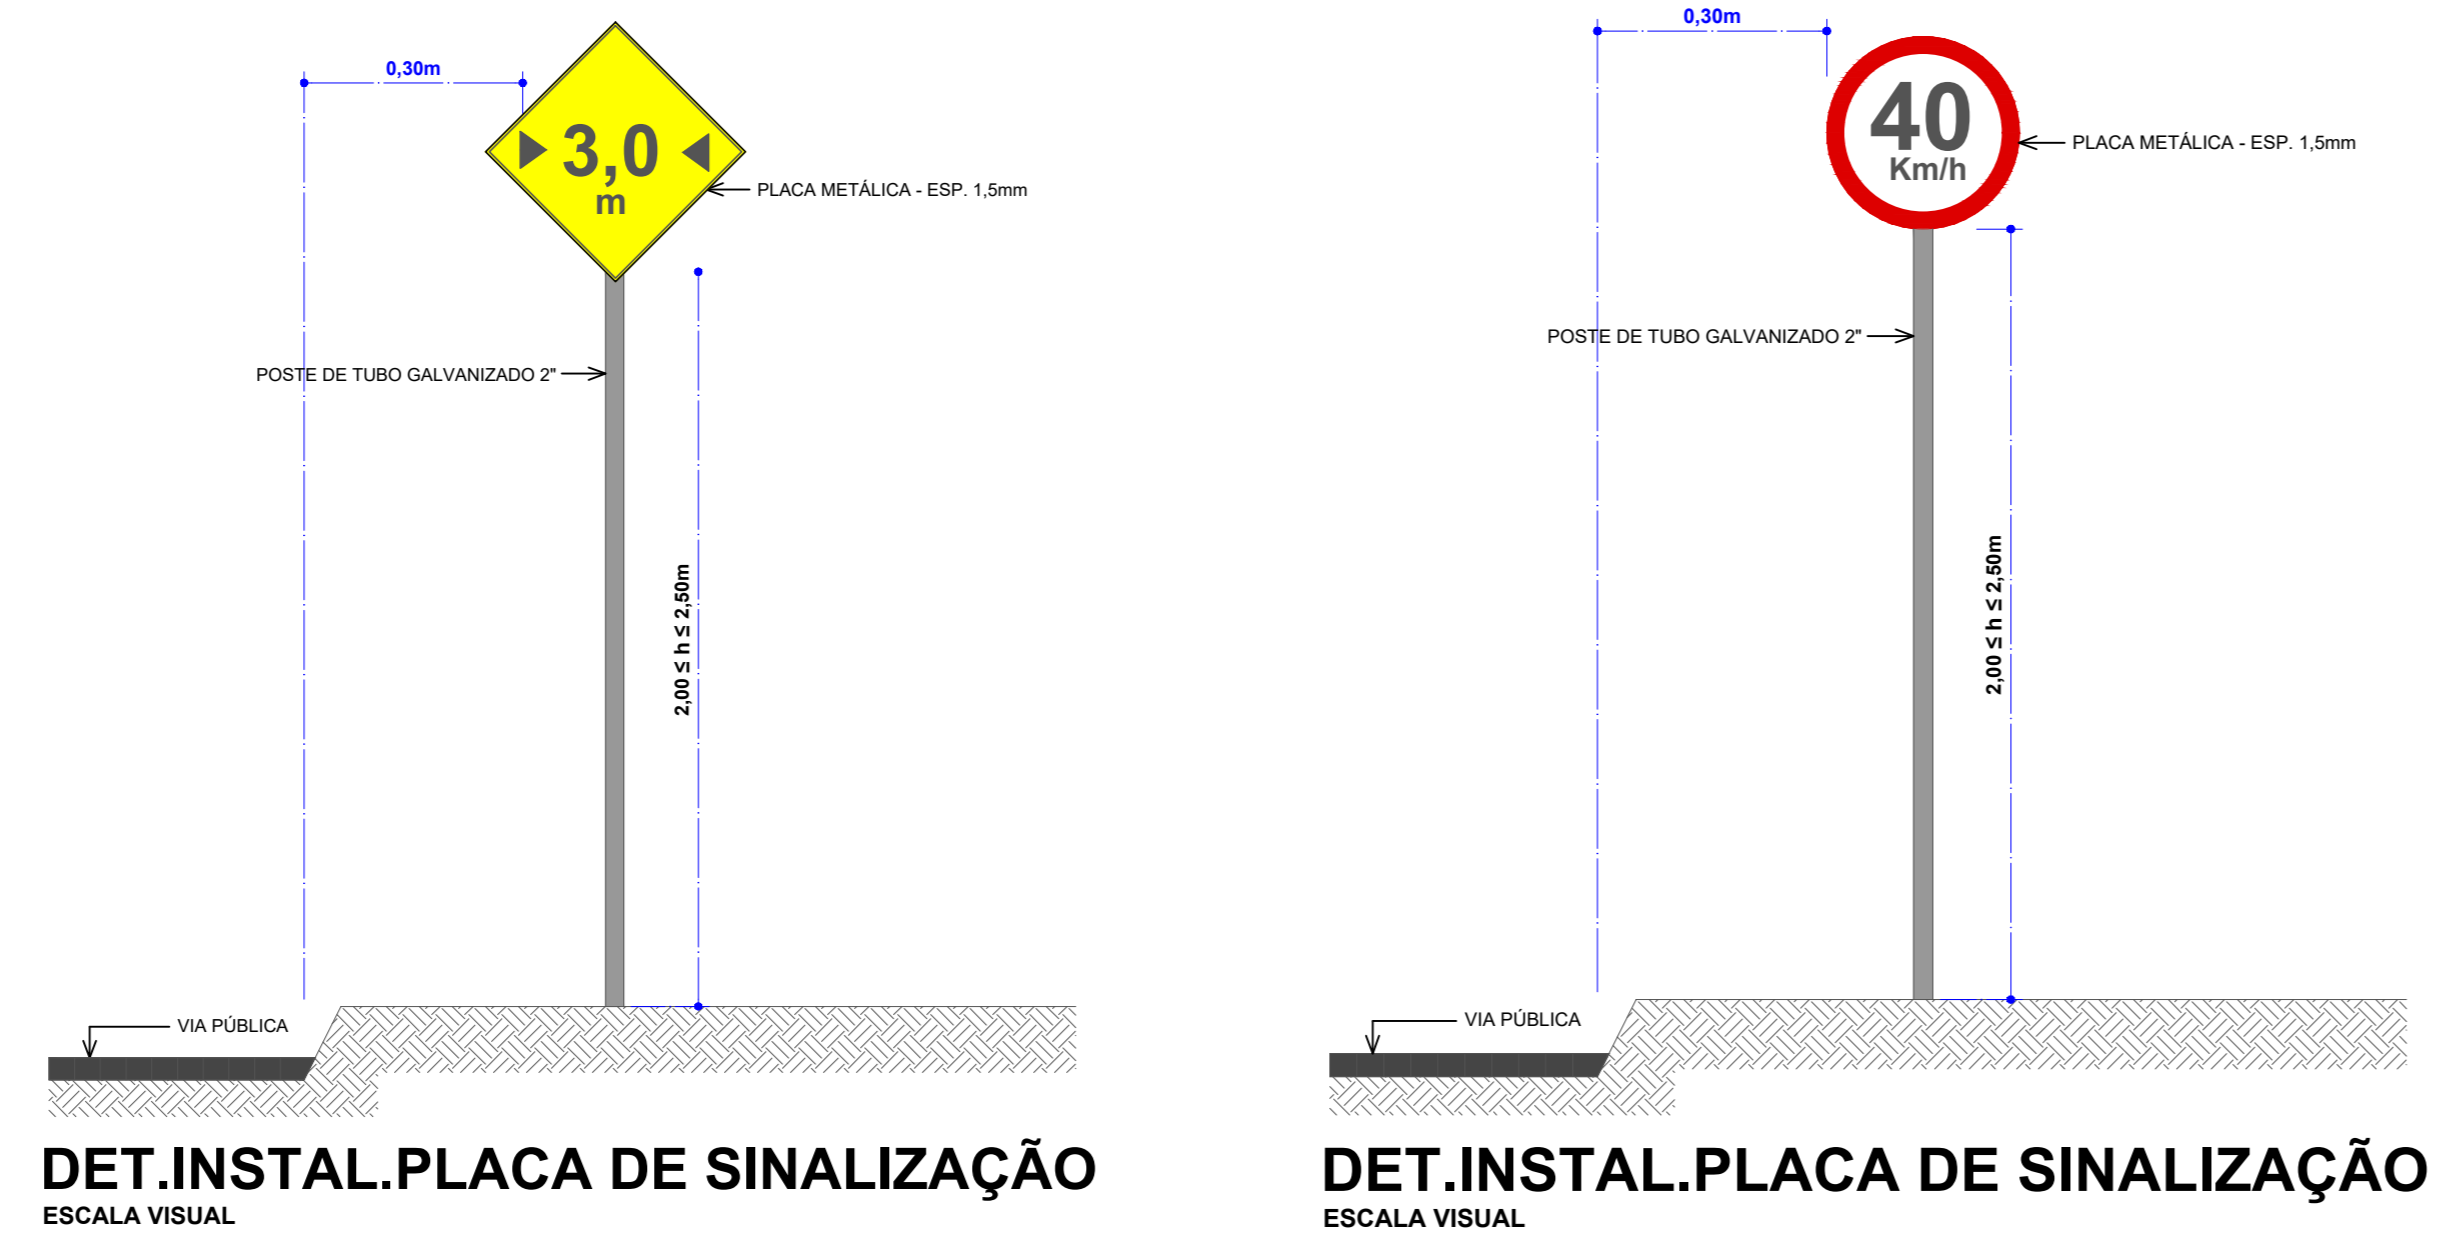 0,30m
3,0
m
PLACA METÁLICA - ESP. 1,5mm
POSTE DE TUBO GALVANIZADO 2"
2,00 ≤ h ≤ 2,50m
VIA PÚBLICA
DET.INSTAL.PLACA DE SINALIZAÇÃO
ESCALA VISUAL
0,30m
40
Km/h
PLACA METÁLICA - ESP. 1,5mm
POSTE DE TUBO GALVANIZADO 2"
2,00 ≤ h ≤ 2,50m
VIA PÚBLICA
DET.INSTAL.PLACA DE SINALIZAÇÃO
ESCALA VISUAL